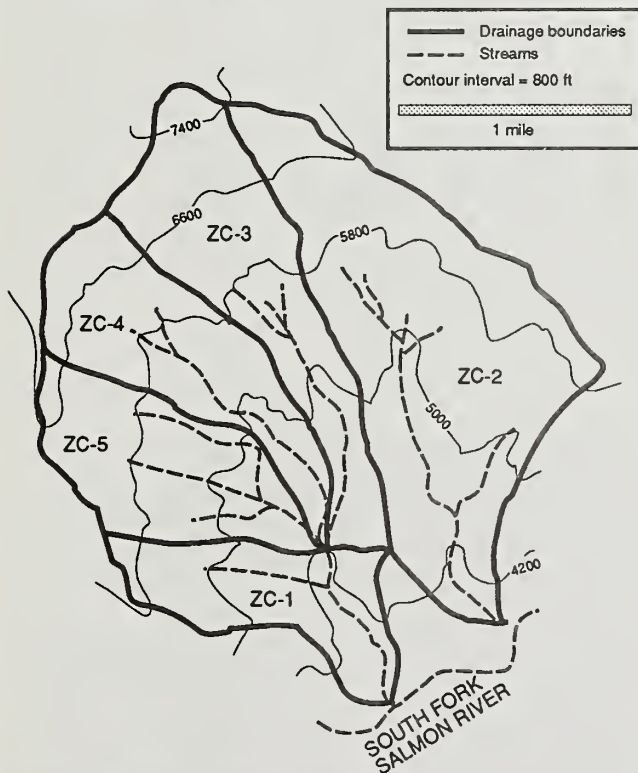 Drainage boundaries
Streams
Contour interval = 800 ft
1 mile
7400
6600
ZC-3
5800
ZC-4
ZC-2
5000
ZC-5
4200
ZC-1
SOUTH FORK
SALMON RIVER